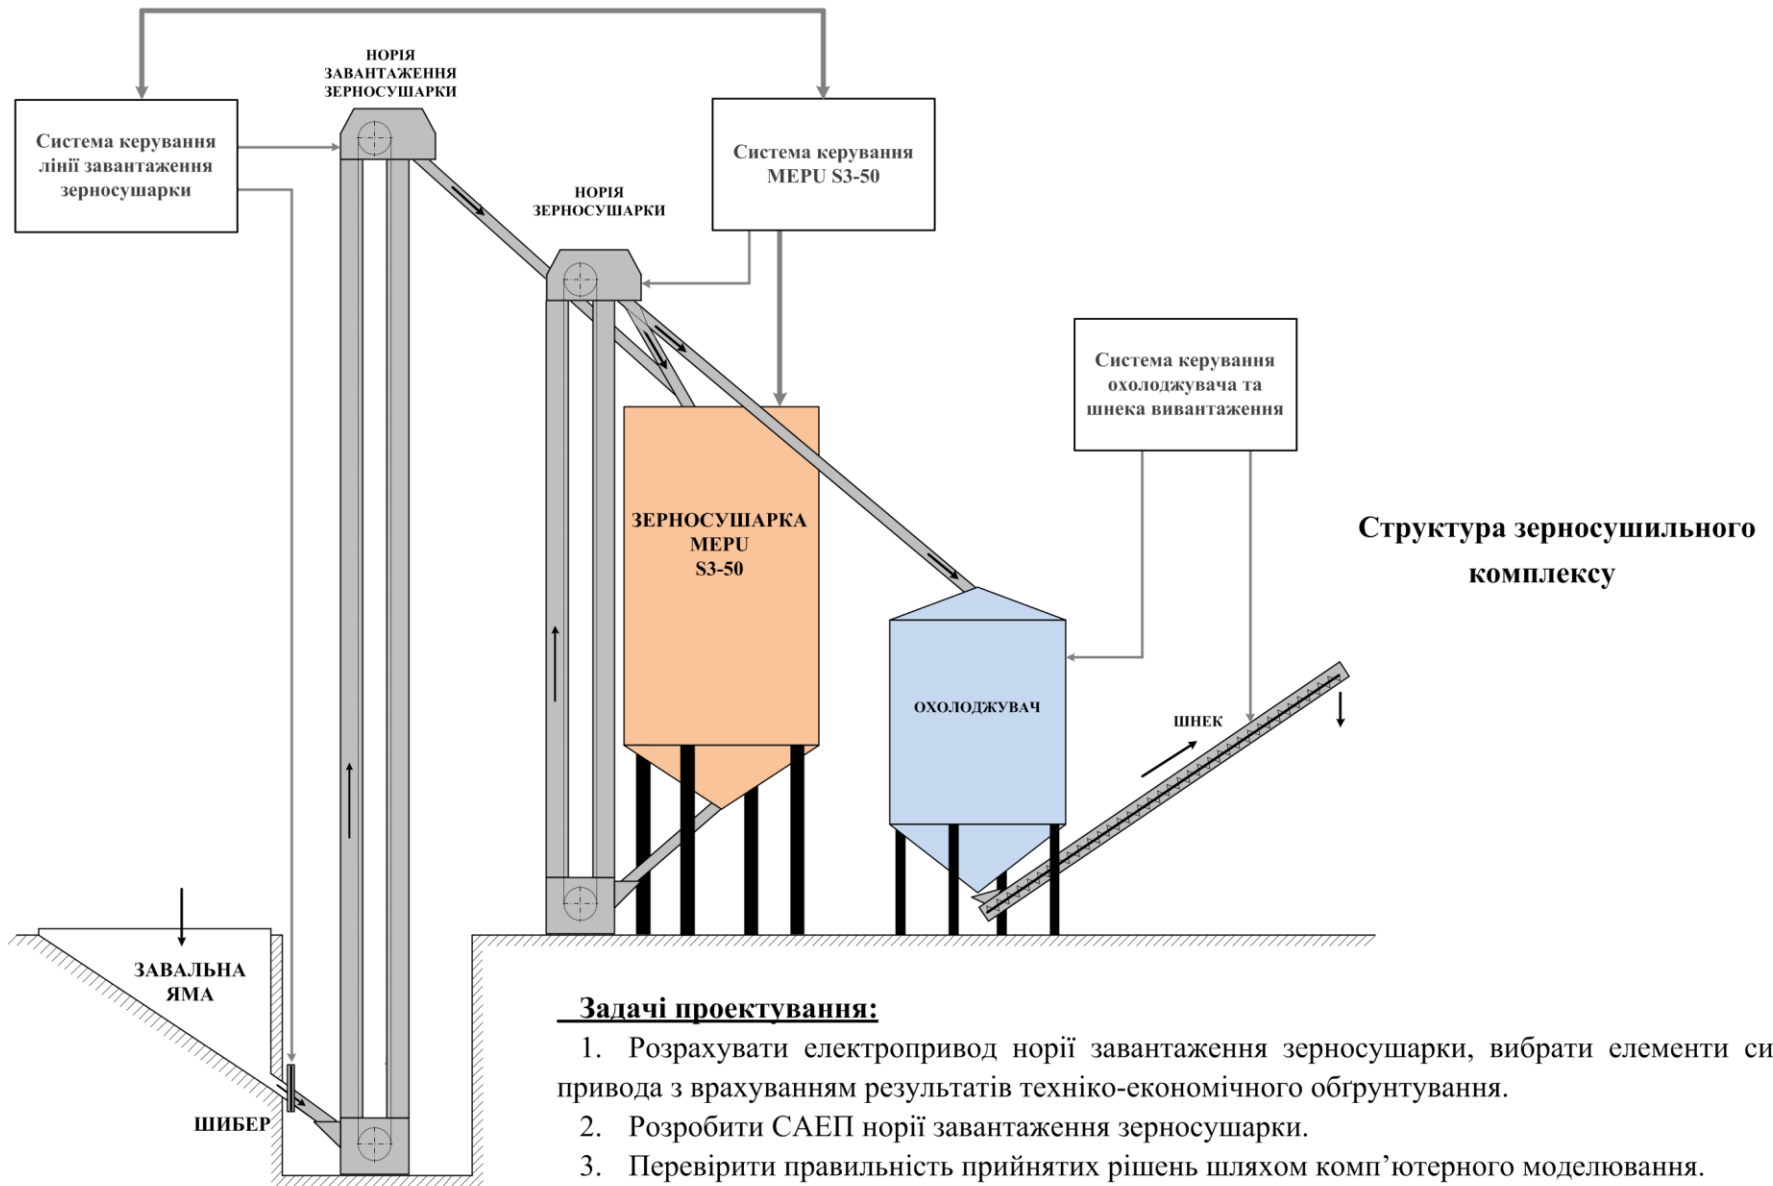 НОРІЯ
ЗАВАНТАЖЕННЯ
ЗЕРНОСУШАРКИ
Система керування
лінії завантаження
зерносушарки
Система керування
MEPU S3-50
НОРІЯ
ЗЕРНОСУШАРКИ
Система керування
охолоджувача та
шнека вивантаження
ЗЕРНОСУШАРКА
MEPU
S3-50
Структура зерносушильного
комплексу
ОХОЛОДЖУВАЧ
ШНЕК
ЗАВАЛЬНА
ЯМА
ШИБЕР
Задачі проектування:
1. Розрахувати електропривод норії завантаження зерносушарки, вибрати елементи си
привода з врахуванням результатів техніко-економічного обґрунтування.
2. Розробити САЕП норії завантаження зерносушарки.
3. Перевірити правильність прийнятих рішень шляхом комп’ютерного моделювання.